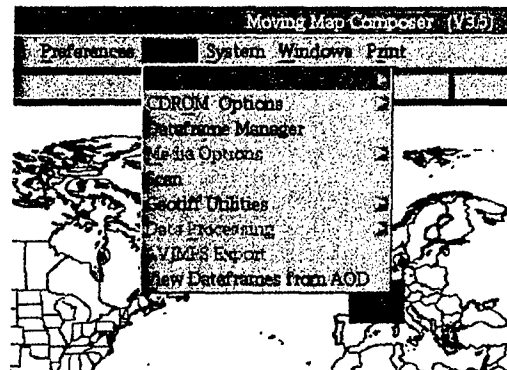 Moving Map Composer (V3.5)
Preferences System Windows Print
CDROM Options
Dataframe Manager
Media Options
Scan
Geotiff Utilities
Data Processing
Export
View Dataframes from AOD